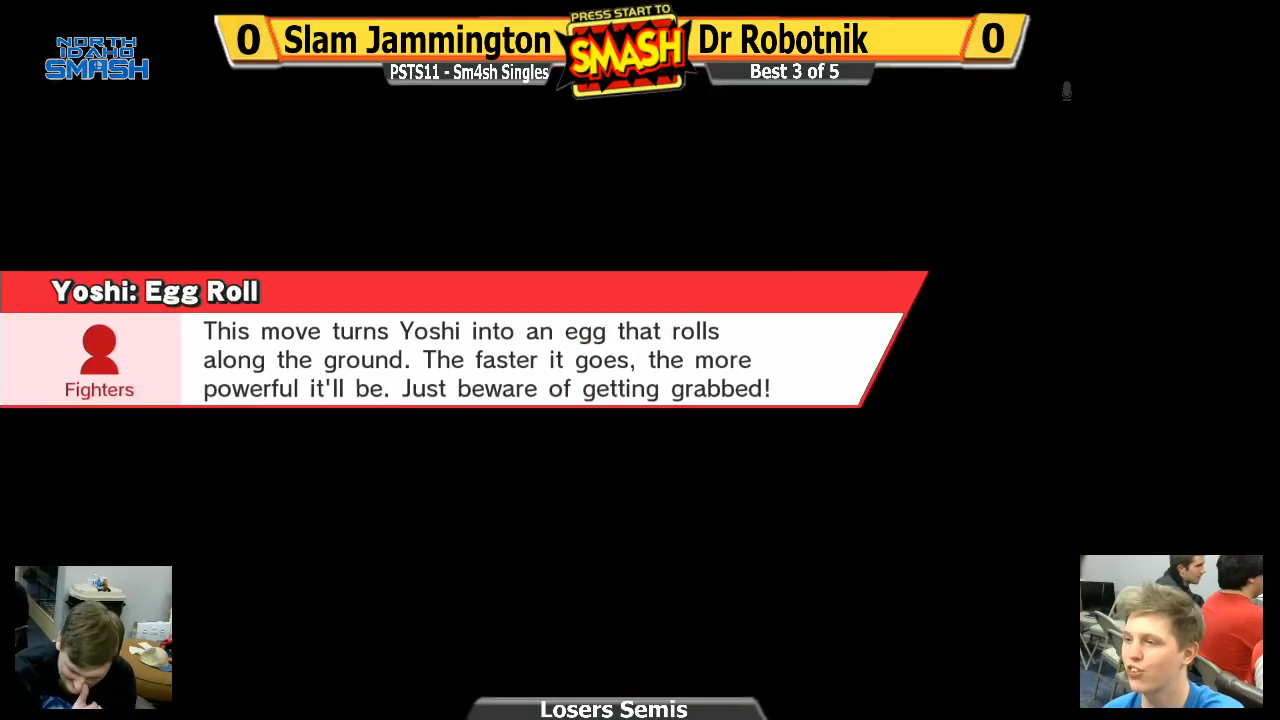 NORTH
IDAHO
SMASH
0 Slam Jammington
PRESS START TO
SMASH
Dr Robotnik 0
PSTS11 - Sm4sh Singles
Best 3 of 5
Yoshi: Egg Roll
Fighters
This move turns Yoshi into an egg that rolls
along the ground. The faster it goes, the more
powerful it'll be. Just beware of getting grabbed!
Losers Semis